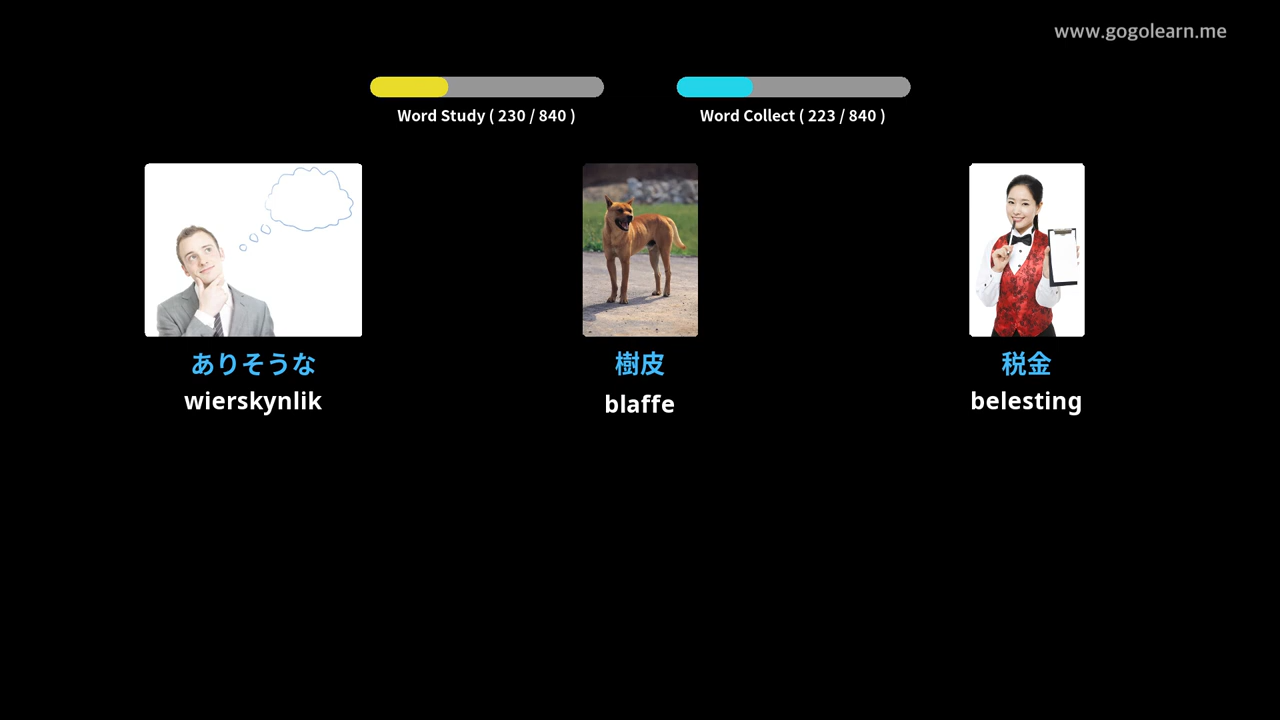 www.gogolearn.me
Word Study ( 230 / 840 )
Word Collect ( 223 / 840 )
ありそうな
wierskynlik
樹皮
blaffe
税金
belesting